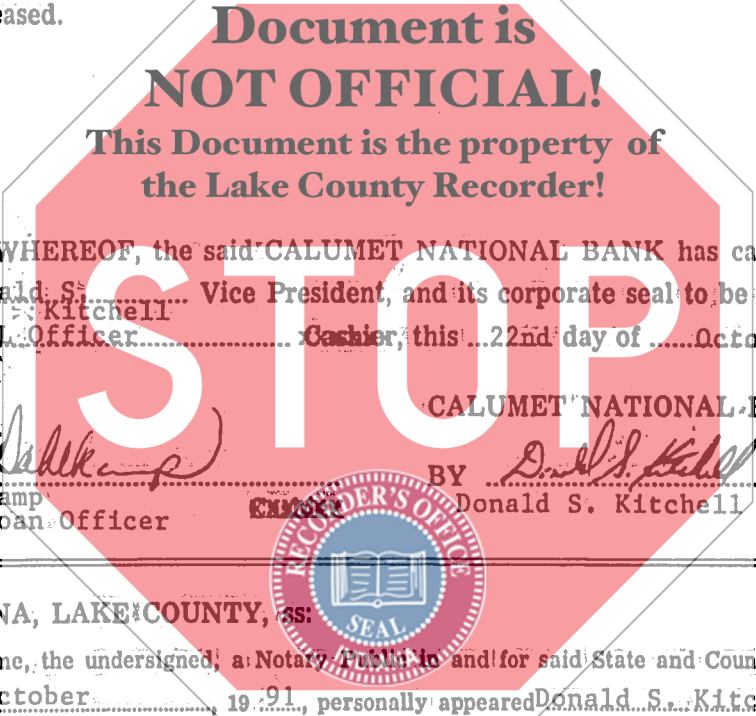 eased.
Document is
NOT OFFICIAL!
This Document is the property of
the Lake County Recorder!
STOP
WHEREOF, the said CALUMET NATIONAL BANK has ca
ald S. Kitchell Vice President, and its corporate seal to be
L Officer Cashier, this 22nd day of Octo
CALUMET NATIONAL
BY
amp
Donald S. Kitchell
oan Officer
RECORDER'S OFFICE
SEAL
NA, LAKE COUNTY, ss:
me, the undersigned, a Notary Public in and for said State and Coun
ctober 19 91, personally appeared Donald S. Kitc